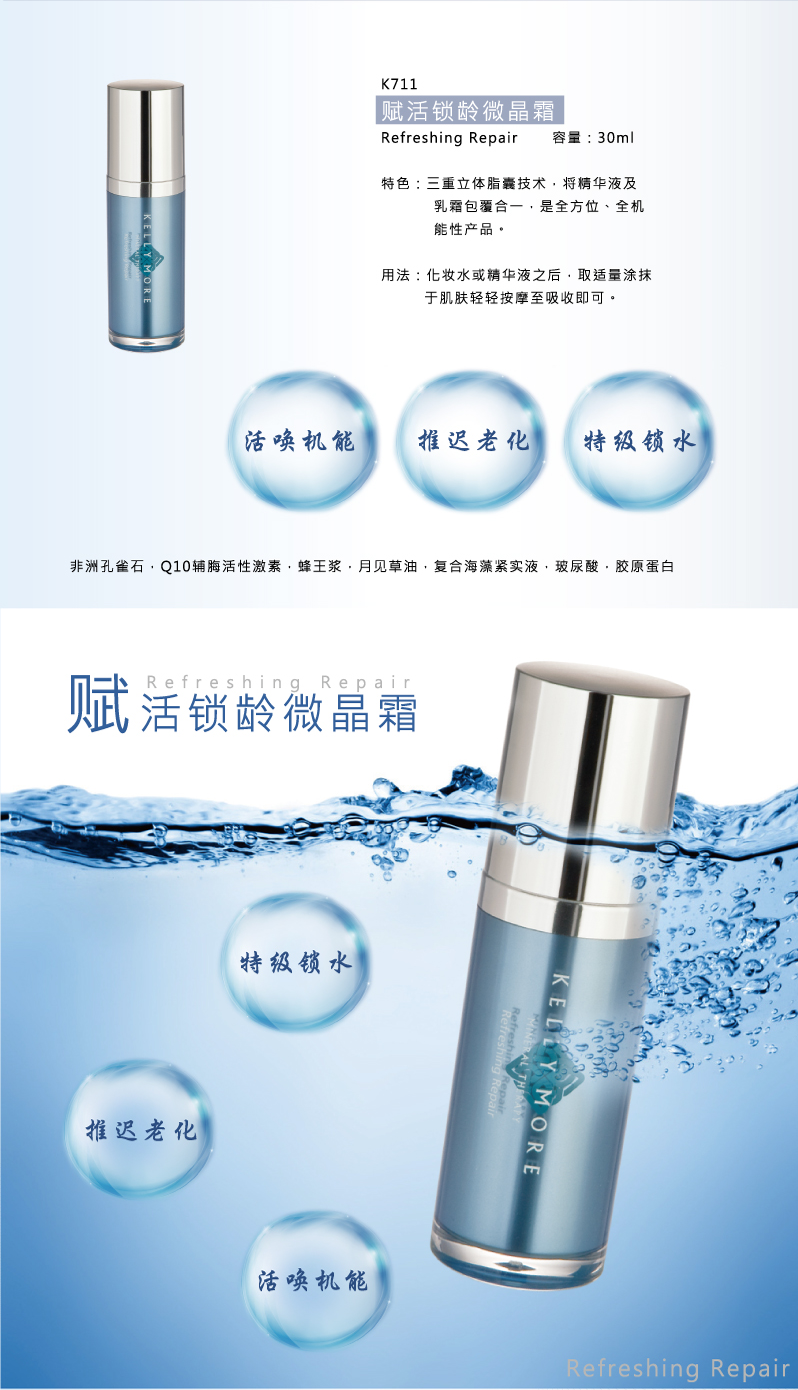 K711
赋活锁龄微晶霜
Refreshing Repair 容量：30ml
特色：三重立体脂囊技术，将精华液及
乳霜包覆合一，是全方位、全机
能性产品。
用法：化妆水或精华液之后，取适量涂抹
于肌肤轻轻按摩至吸收即可。
KELLY MORE
活唤机能
推迟老化
特级锁水
非洲孔雀石，Q10辅酶活性激素，蜂王浆，月见草油，复合海藻紧实液，玻尿酸，胶原蛋白
Refreshing Repair
赋活锁龄微晶霜
特级锁水
推迟老化
活唤机能
KELLY MORE
Refreshing Repair
Refreshing Repair